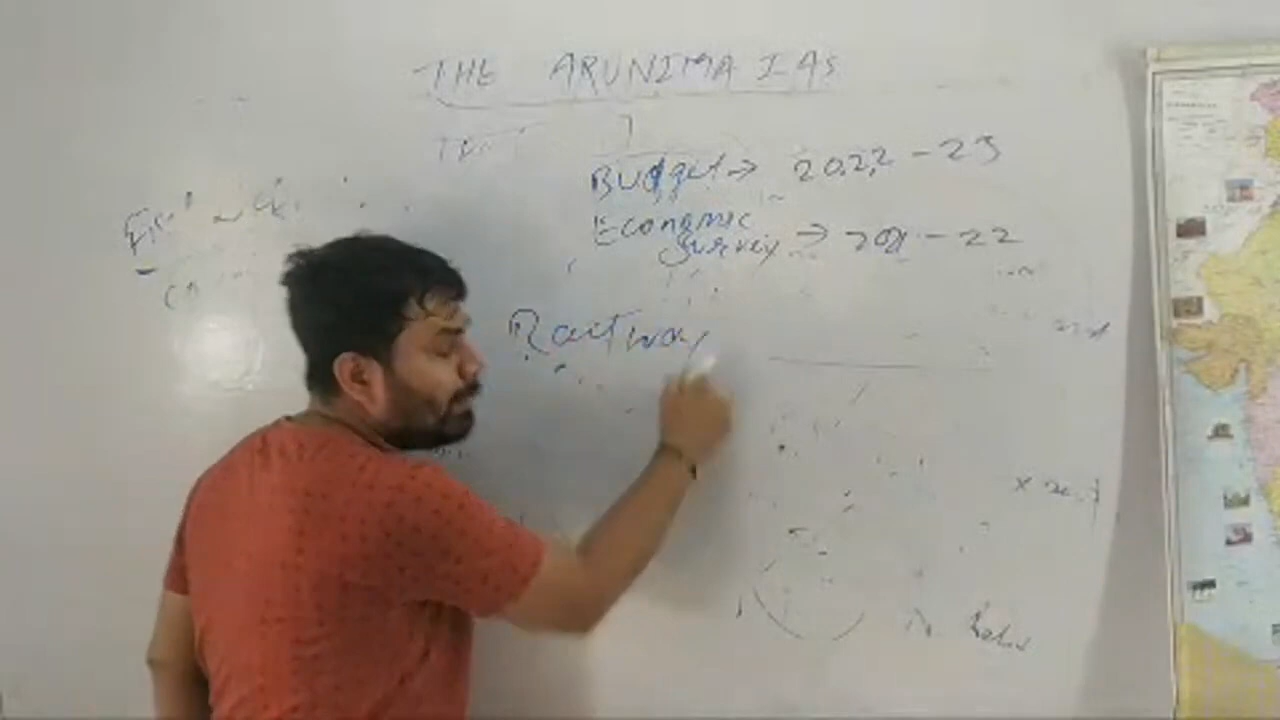 THE ARUNIMA IAS
Budget → 2022-23
Economic
Survey → 2021-22
Railway